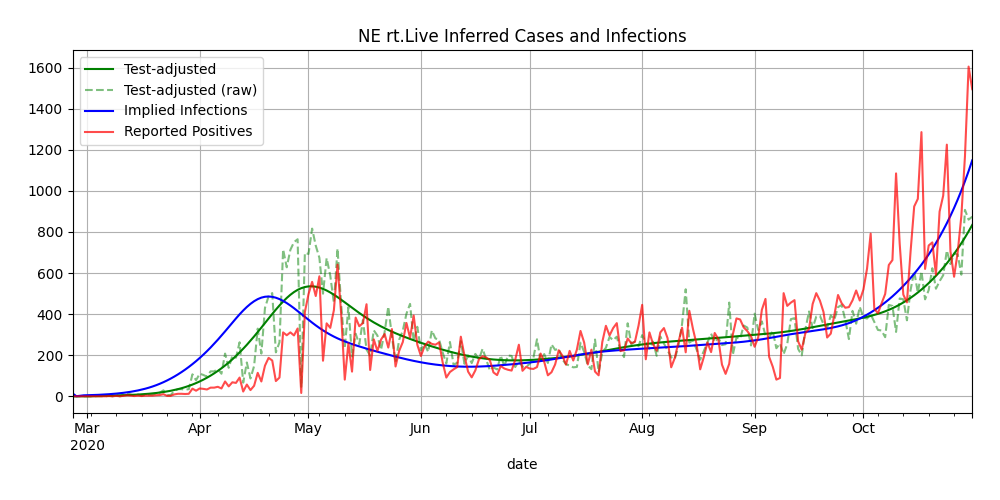 NE rt.Live Inferred Cases and Infections
Test-adjusted
Test-adjusted (raw)
Implied Infections
Reported Positives
1600
1400
1200
1000
800
600
400
200
0
Mar Apr May Jun Jul Aug Sep Oct
2020
date